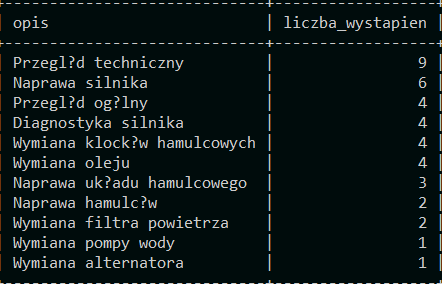 opis | liczba_wystapien
Przegl?d techniczny | 9
Naprawa silnika | 6
Przegl?d og?lny | 4
Diagnostyka silnika | 4
Wymiana klock?w hamulcowych | 4
Wymiana oleju | 4
Naprawa uk?adu hamulcowego | 3
Naprawa hamulc?w | 2
Wymiana filtra powietrza | 2
Wymiana pompy wody | 1
Wymiana alternatora | 1